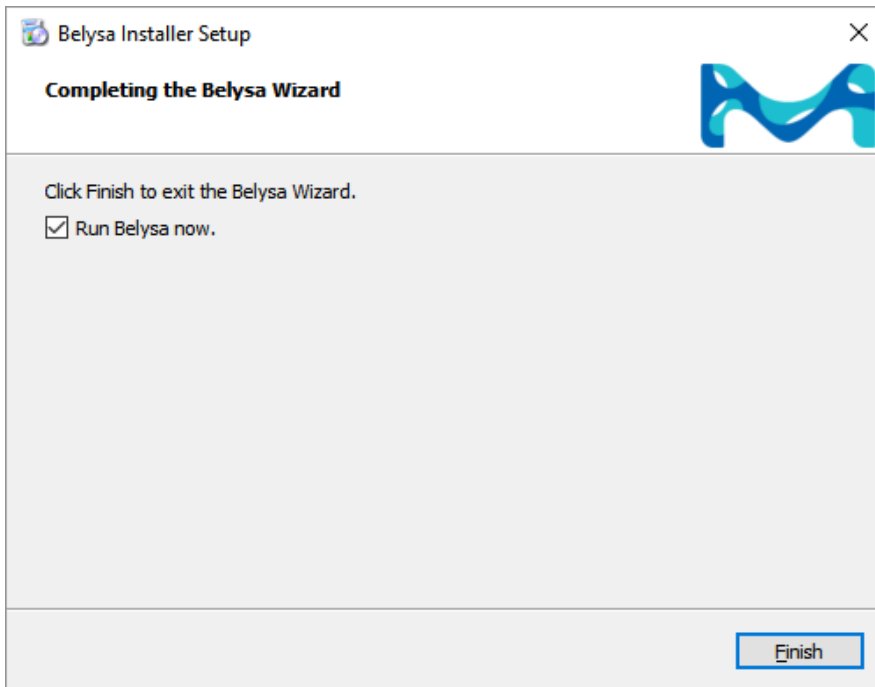 Belysa Installer Setup
Completing the Belysa Wizard
Click Finish to exit the Belysa Wizard.
Run Belysa now.
Finish